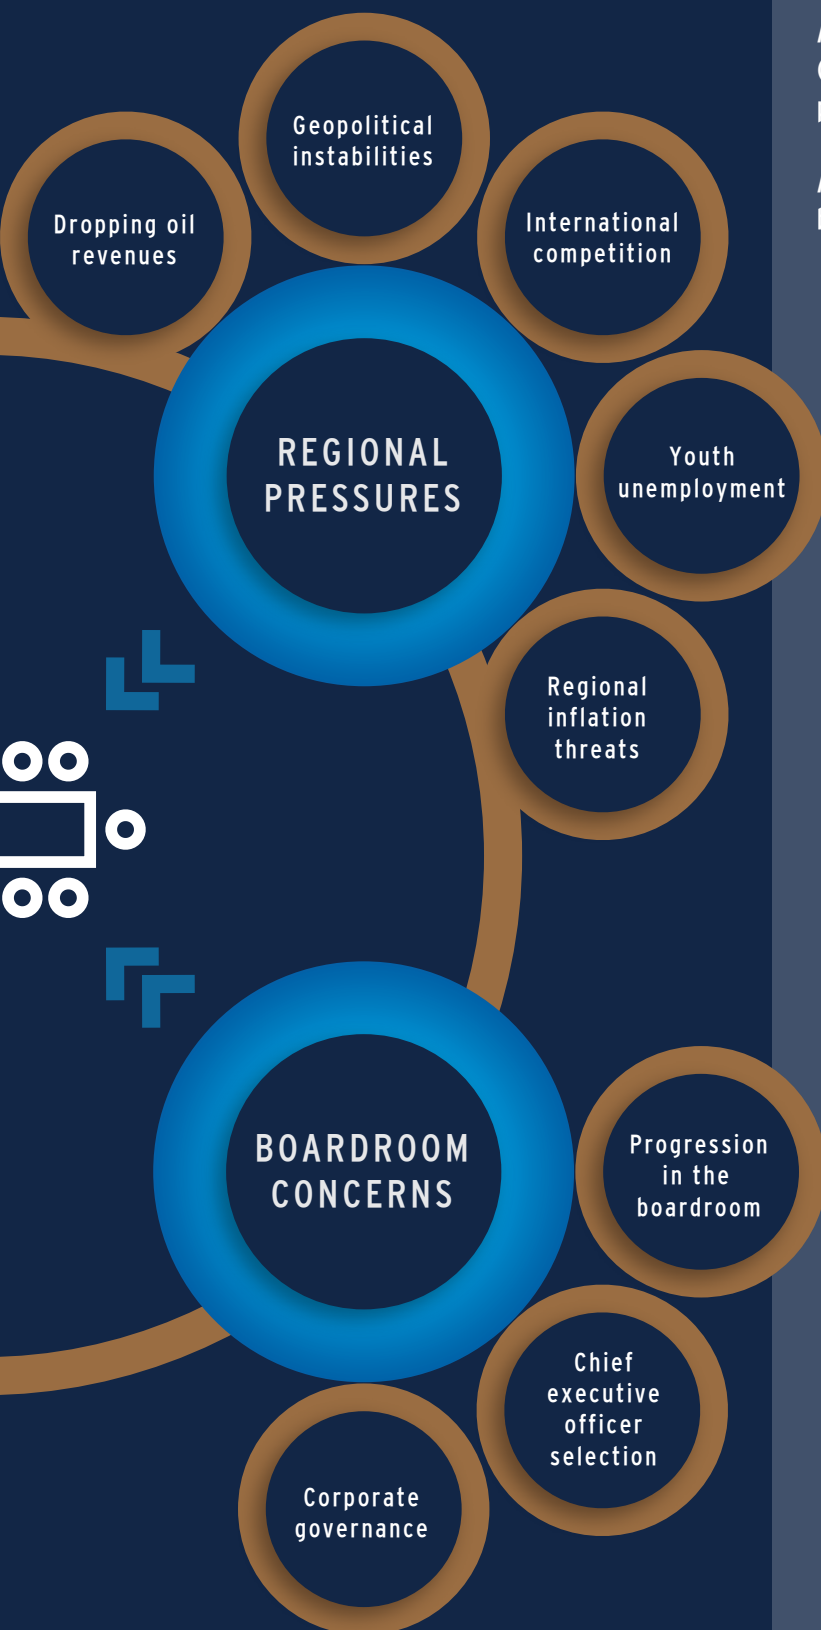 Geopolitical
instabilities
Dropping oil
revenues
International
competition
REGIONAL
PRESSURES
Youth
unemployment
Regional
inflation
threats
BOARDROOM
CONCERNS
Progression
in the
boardroom
Chief
executive
officer
selection
Corporate
governance